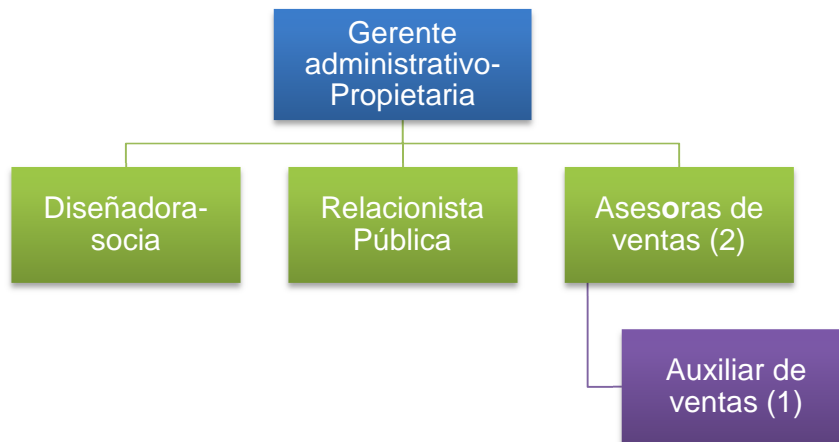 Gerente
administrativo-
Propietaria
Diseñadora-
socia
Relacionista
Pública
Asesoras de
ventas (2)
Auxiliar de
ventas (1)